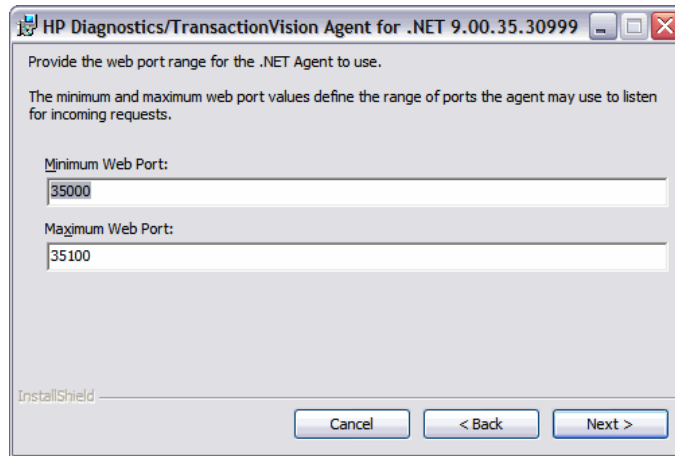 HP Diagnostics/TransactionVision Agent for .NET 9.00.35.30999
Provide the web port range for the .NET Agent to use.
The minimum and maximum web port values define the range of ports the agent may use to listen
for incoming requests.
Minimum Web Port:
35000
Maximum Web Port:
35100
InstallShield
Cancel
< Back
Next >